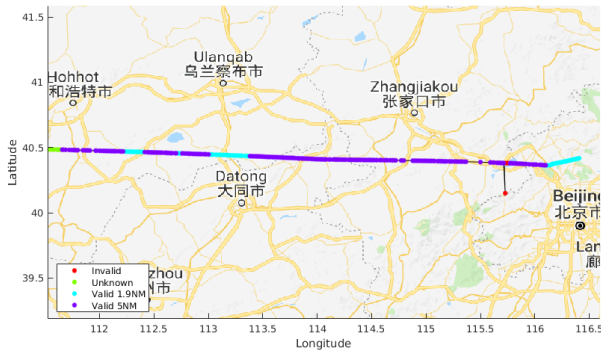 41.5
41
40.5
40
39.5
Latitude
Hohhot
和浩特市
Ulanqab
乌兰察布市
Zhangjiakou
张家口市
Datong
大同市
Beijing
北京市
Lan
廊
zhou
州市
Invalid
Unknown
Valid 1.9NM
Valid 5NM
112
112.5
113
113.5
114
114.5
115
115.5
116
116.5
Longitude